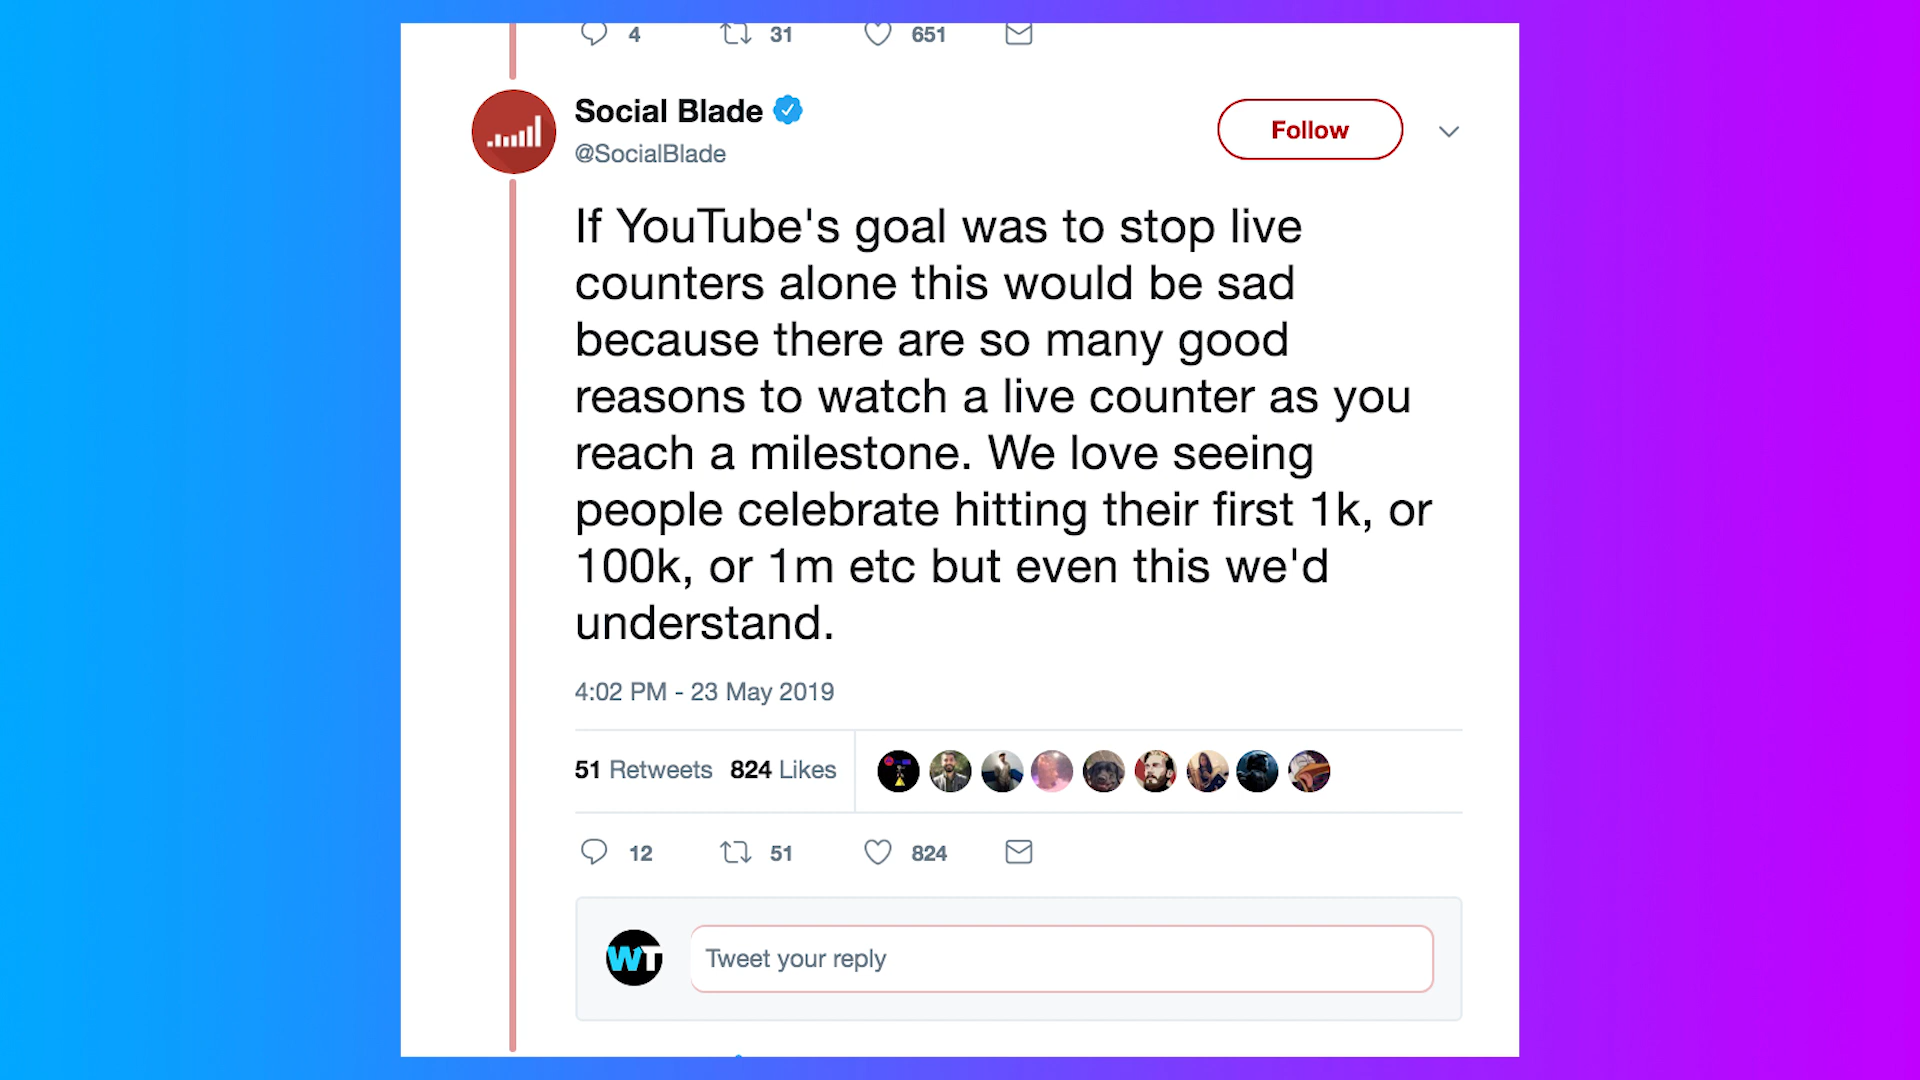 4 31 651
Social Blade
@SocialBlade
Follow
If YouTube's goal was to stop live
counters alone this would be sad
because there are so many good
reasons to watch a live counter as you
reach a milestone. We love seeing
people celebrate hitting their first 1k, or
100k, or 1m etc but even this we'd
understand.
4:02 PM - 23 May 2019
51 Retweets 824 Likes
12 51 824
WT
Tweet your reply